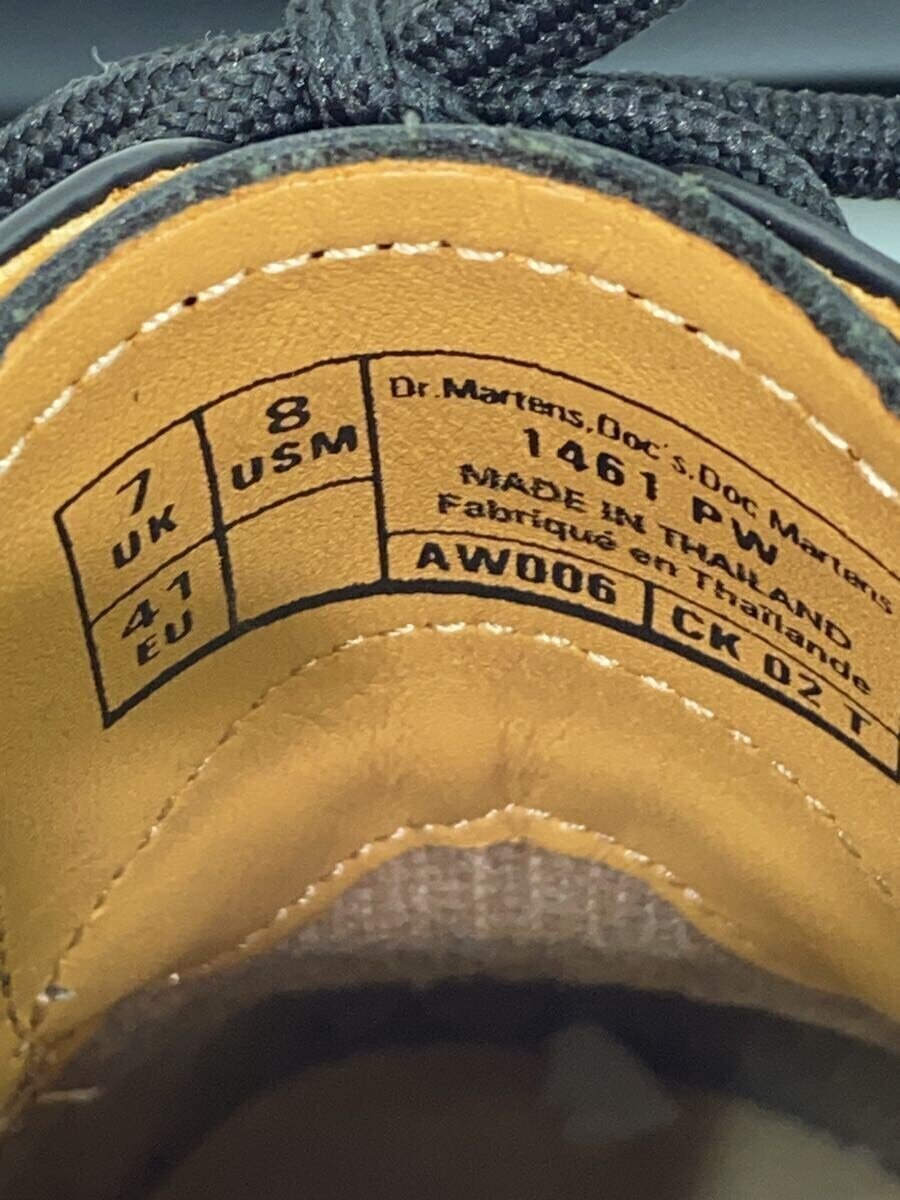 7
UK
8
USM
41
EU
Dr.Martens,Doc's,Doc Martens
1461 PW
MADE IN THAILAND
Fabriqué en Thaïlande
AW006
CK 02 T